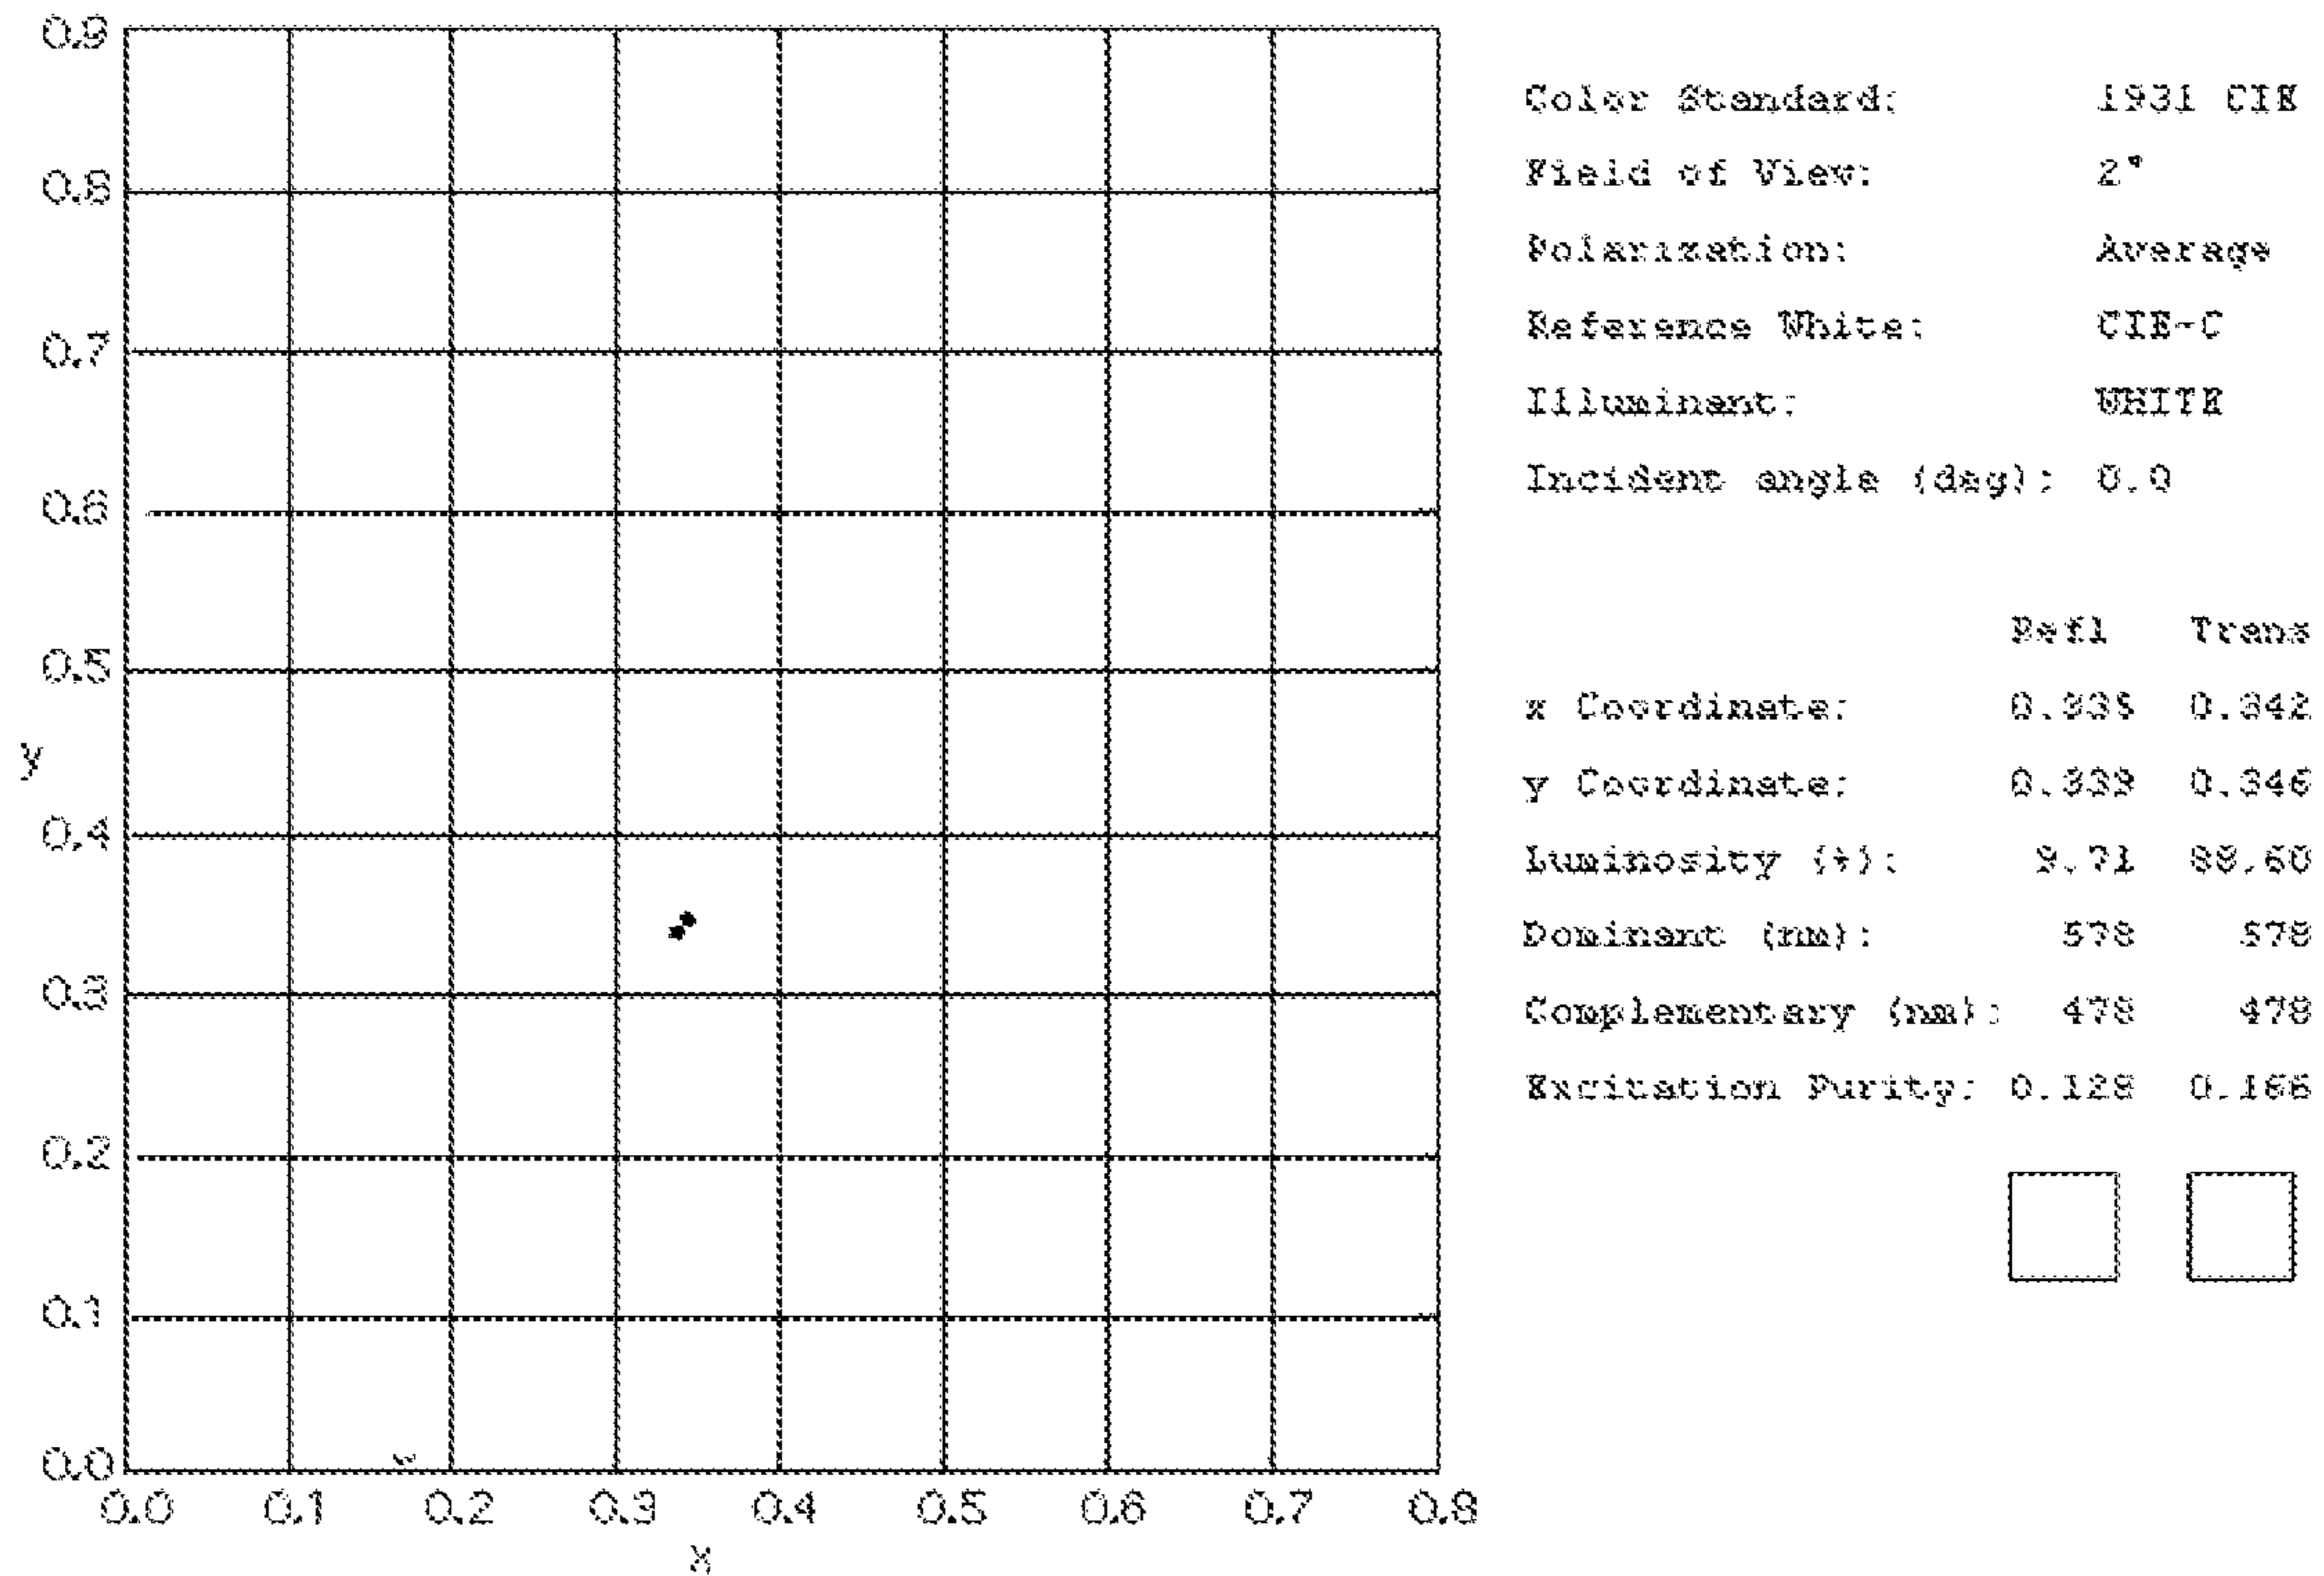 0.9
0.8
0.7
0.6
0.5
y
0.4
0.3
0.2
0.1
0.0
0.0 0.1 0.2 0.3 0.4 0.5 0.6 0.7 0.8
x
Color Standard: 1931 CIE
Field of View: 2°
Polarization: Average
Reference White: CIE-C
Illuminant: WHITE
Incident angle (deg): 0.0
Refl Trans
x Coordinate: 0.335 0.342
y Coordinate: 0.339 0.346
Luminosity (%): 9.71 88.60
Dominant (nm): 578 578
Complementary (nm): 478 478
Excitation Purity: 0.128 0.166